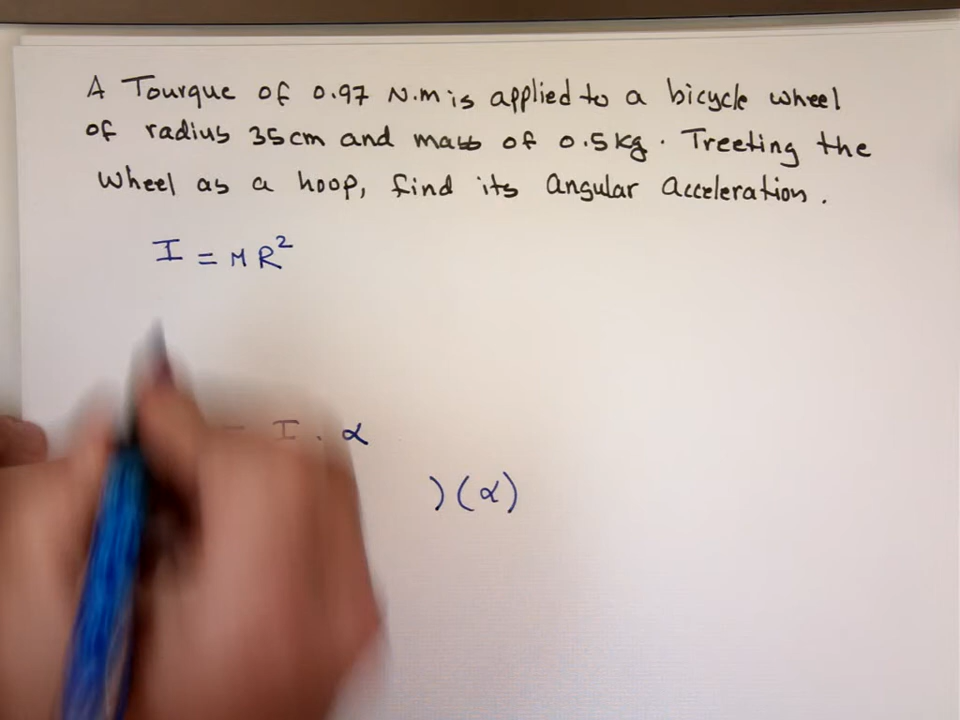 A Tourque of 0.97 N.m is applied to a bicycle wheel
of radius 35cm and mass of 0.5kg. Treeting the
wheel as a hoop, find its angular acceleration.
I = MR²
= I . α
) (α)